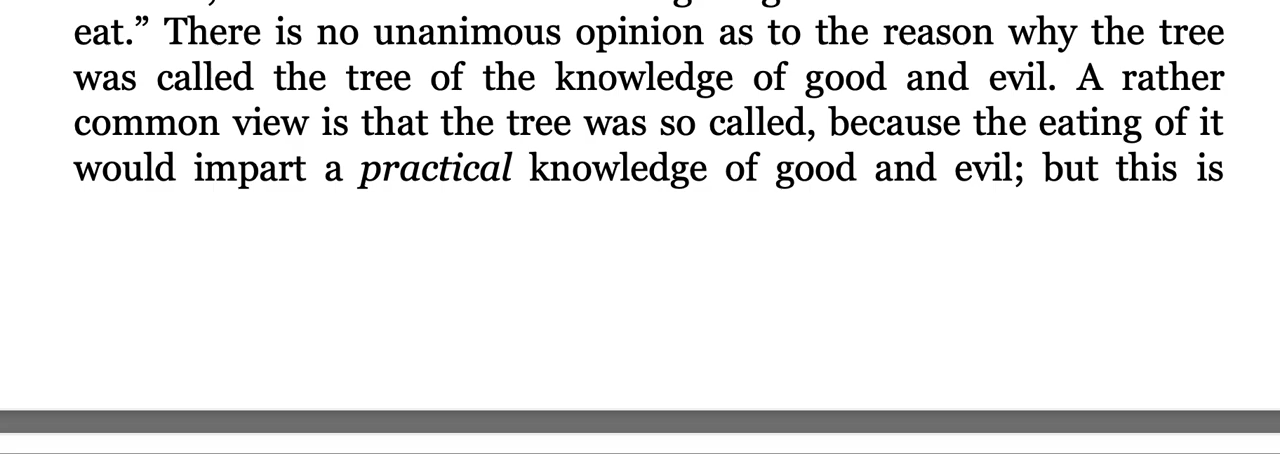 eat.” There is no unanimous opinion as to the reason why the tree
was called the tree of the knowledge of good and evil. A rather
common view is that the tree was so called, because the eating of it
would impart a practical knowledge of good and evil; but this is